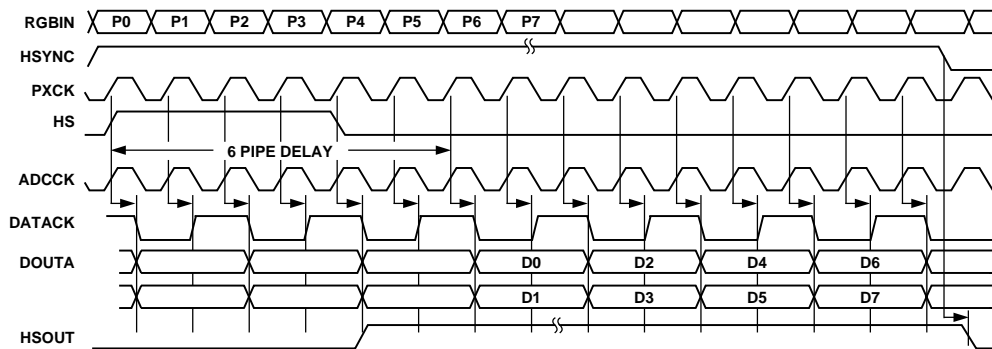 RGBIN P0 P1 P2 P3 P4 P5 P6 P7
HSYNC
PXCK
HS
6 PIPE DELAY
ADCCK
DATACK
DOUTA D0 D2 D4 D6
D1 D3 D5 D7
HSOUT